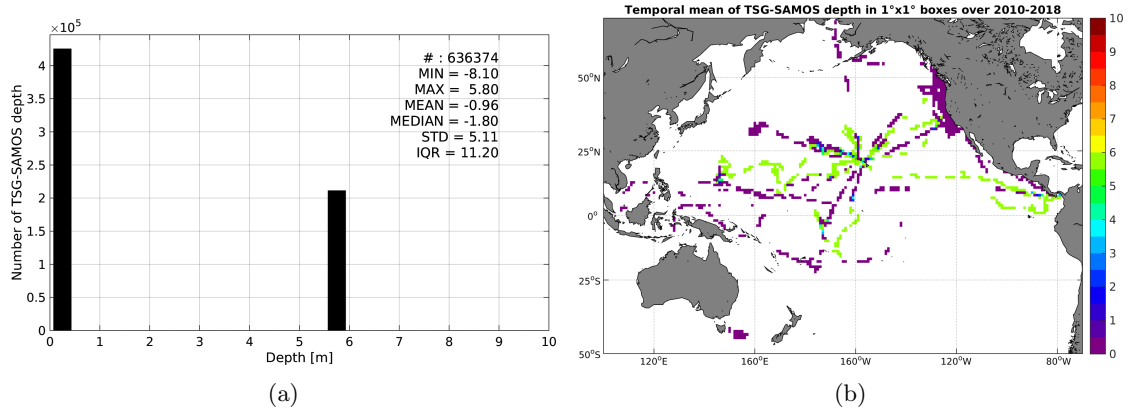 ×10⁵
4
3.5
3
2.5
2
1.5
1
0.5
0
Number of TSG-SAMOS depth
# : 636374
MIN = -8.10
MAX = 5.80
MEAN = -0.96
MEDIAN = -1.80
STD = 5.11
IQR = 11.20
0 1 2 3 4 5 6 7 8 9 10
Depth [m]
(a)
Temporal mean of TSG-SAMOS depth in 1°x1° boxes over 2010-2018
50°N
25°N
0°
25°S
50°S
120°E 160°E 160°W 120°W 80°W
10
9
8
7
6
5
4
3
2
1
0
(b)